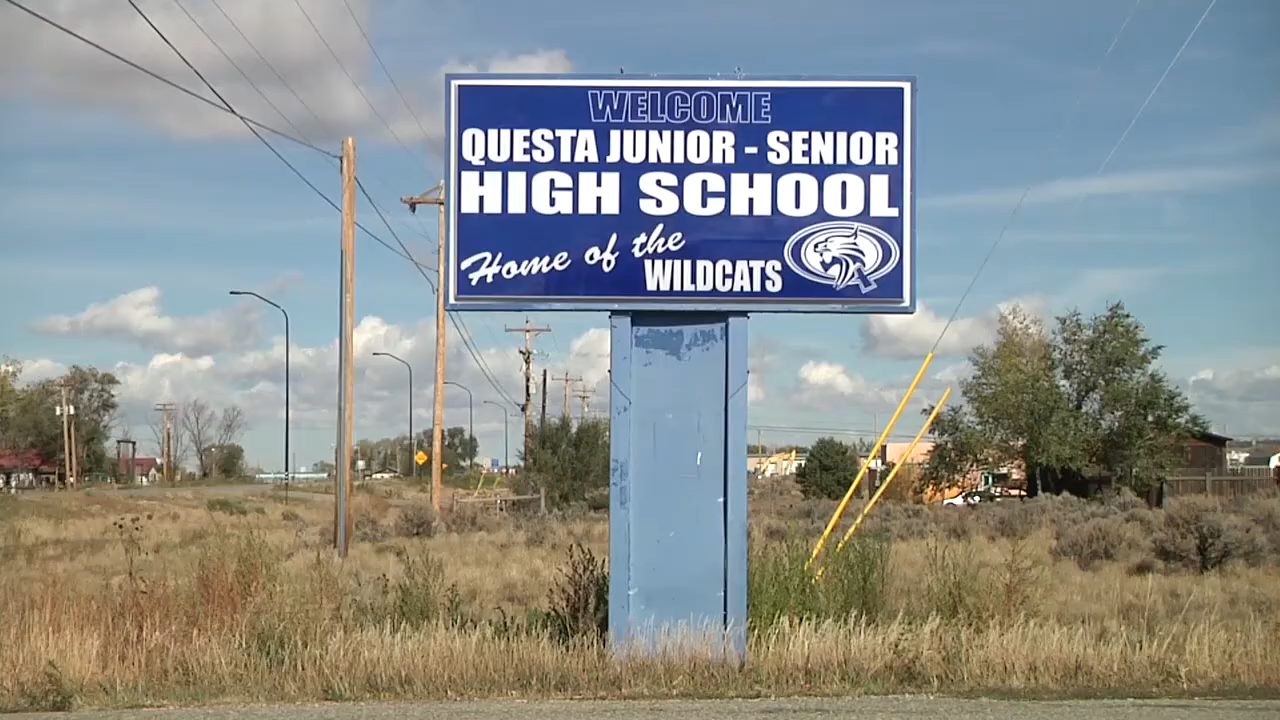 WELCOME
QUESTA JUNIOR - SENIOR
HIGH SCHOOL
Home of the
WILDCATS